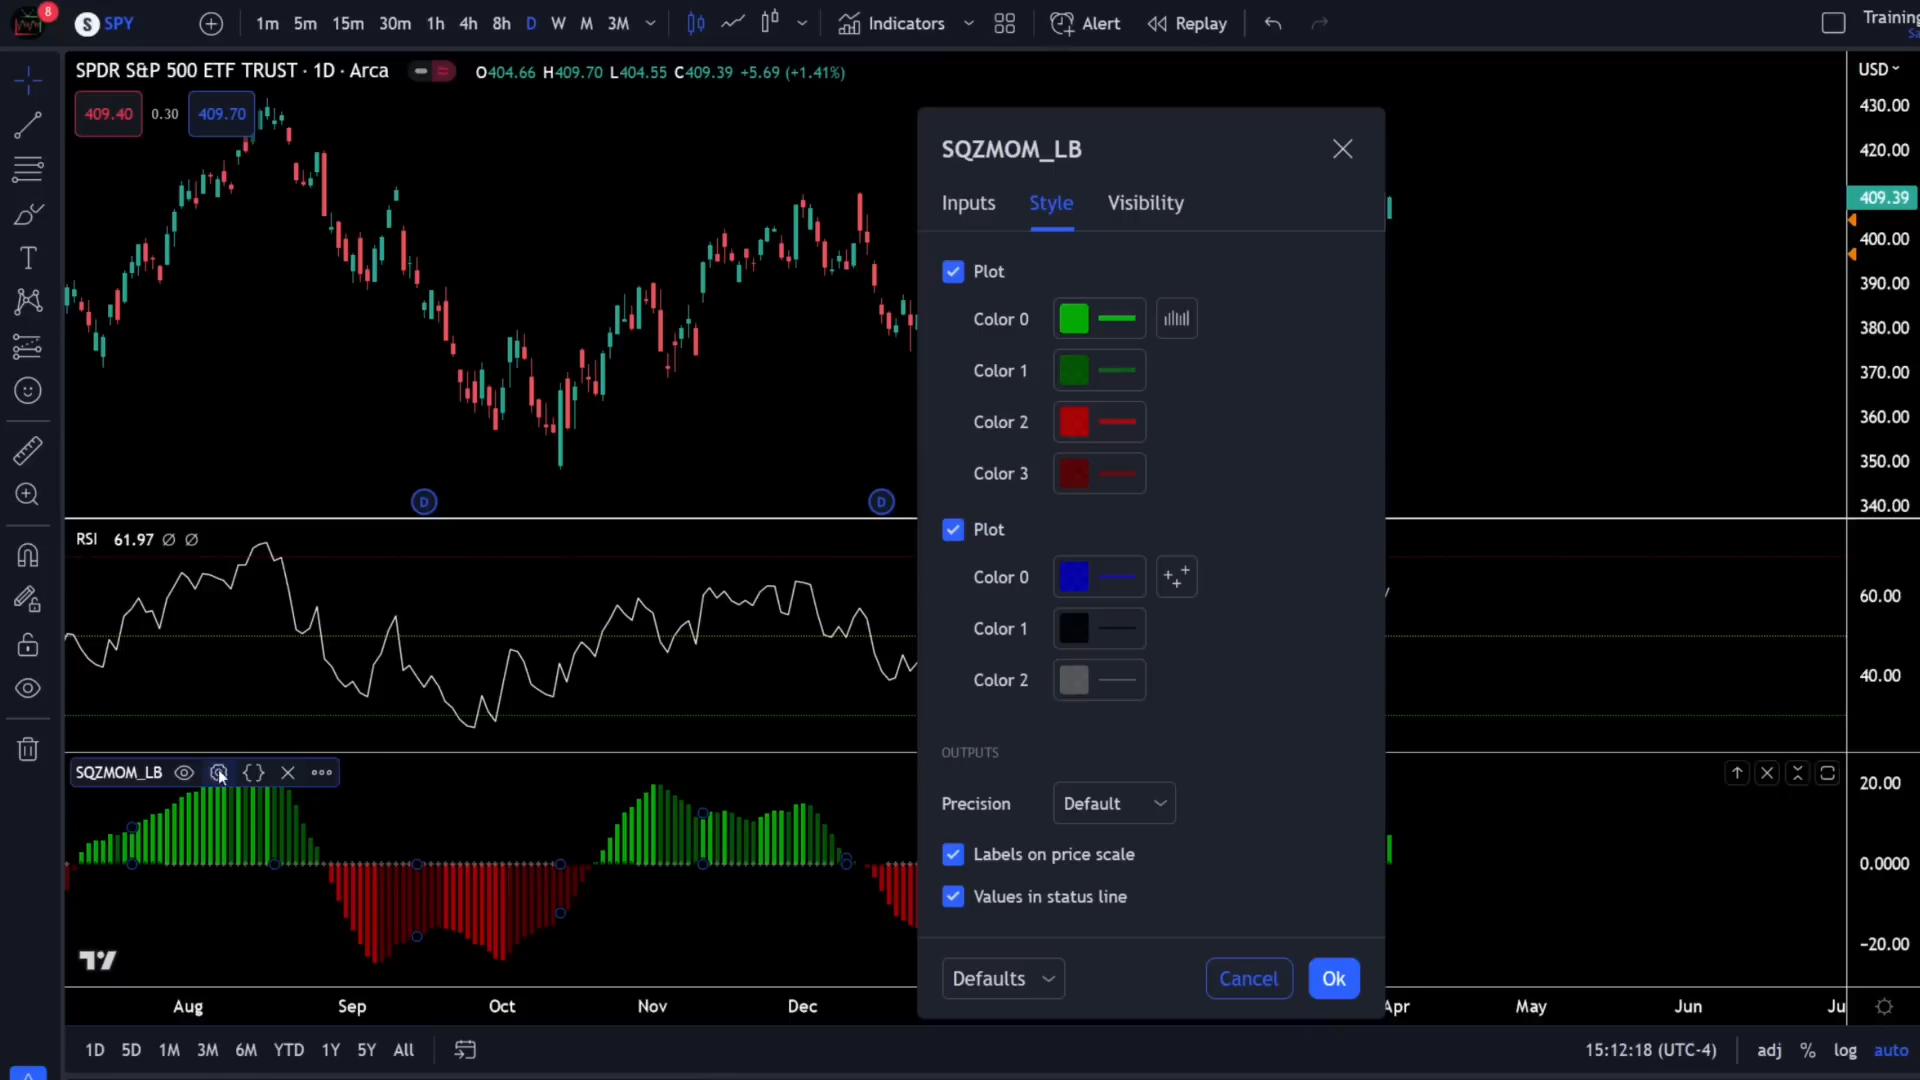 8
S SPY
1m 5m 15m 30m 1h 4h 8h D W M 3M
Indicators
Alert
Replay
Training
Sa
SPDR S&P 500 ETF TRUST · 1D · Arca
O404.66 H409.70 L404.55 C409.39 +5.69 (+1.41%)
409.40 0.30 409.70
USD
430.00
420.00
409.39
400.00
390.00
380.00
370.00
360.00
350.00
340.00
D
D
SQZMOM_LB
Inputs Style Visibility
Plot
Color 0
Color 1
Color 2
Color 3
Plot
Color 0
Color 1
Color 2
OUTPUTS
Precision Default
Labels on price scale
Values in status line
Defaults Cancel Ok
RSI 61.97 Ø Ø
60.00
40.00
SQZMOM_LB
20.00
0.0000
−20.00
Aug Sep Oct Nov Dec Apr May Jun Ju
1D 5D 1M 3M 6M YTD 1Y 5Y All
15:12:18 (UTC-4) adj % log auto